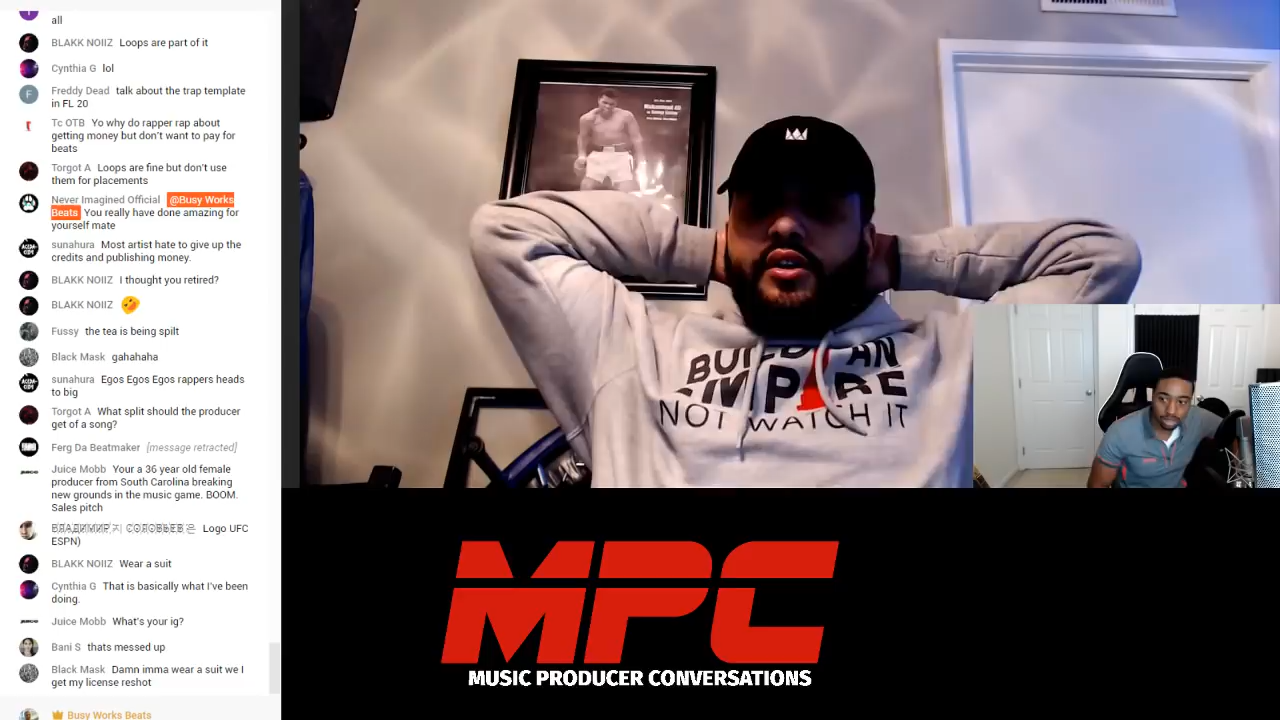 all
BLAKK NOIIZ Loops are part of it
Cynthia G lol
Freddy Dead talk about the trap template
in FL 20
Tc OTB Yo why do rapper rap about
getting money but don't want to pay for
beats
Torgot A Loops are fine but don't use
them for placements
Never Imagined Official @Busy Works
Beats You really have done amazing for
yourself mate
sunahura Most artist hate to give up the
credits and publishing money.
BLAKK NOIIZ I thought you retired?
BLAKK NOIIZ
Fussy the tea is being spilt
Black Mask gahahaha
sunahura Egos Egos Egos rappers heads
to big
Torgot A What split should the producer
get of a song?
Ferg Da Beatmaker [message retracted]
Juice Mobb Your a 36 year old female
producer from South Carolina breaking
new grounds in the music game. BOOM.
Sales pitch
Logo UFC
ESPN)
BLAKK NOIIZ Wear a suit
Cynthia G That is basically what I've been
doing.
Juice Mobb What's your ig?
Bani S thats messed up
Black Mask Damn imma wear a suit we I
get my license reshot
Busy Works Beats
Muhammad Ali
BUILD AN
EMPIRE
NOT WATCH IT
MPC
MUSIC PRODUCER CONVERSATIONS